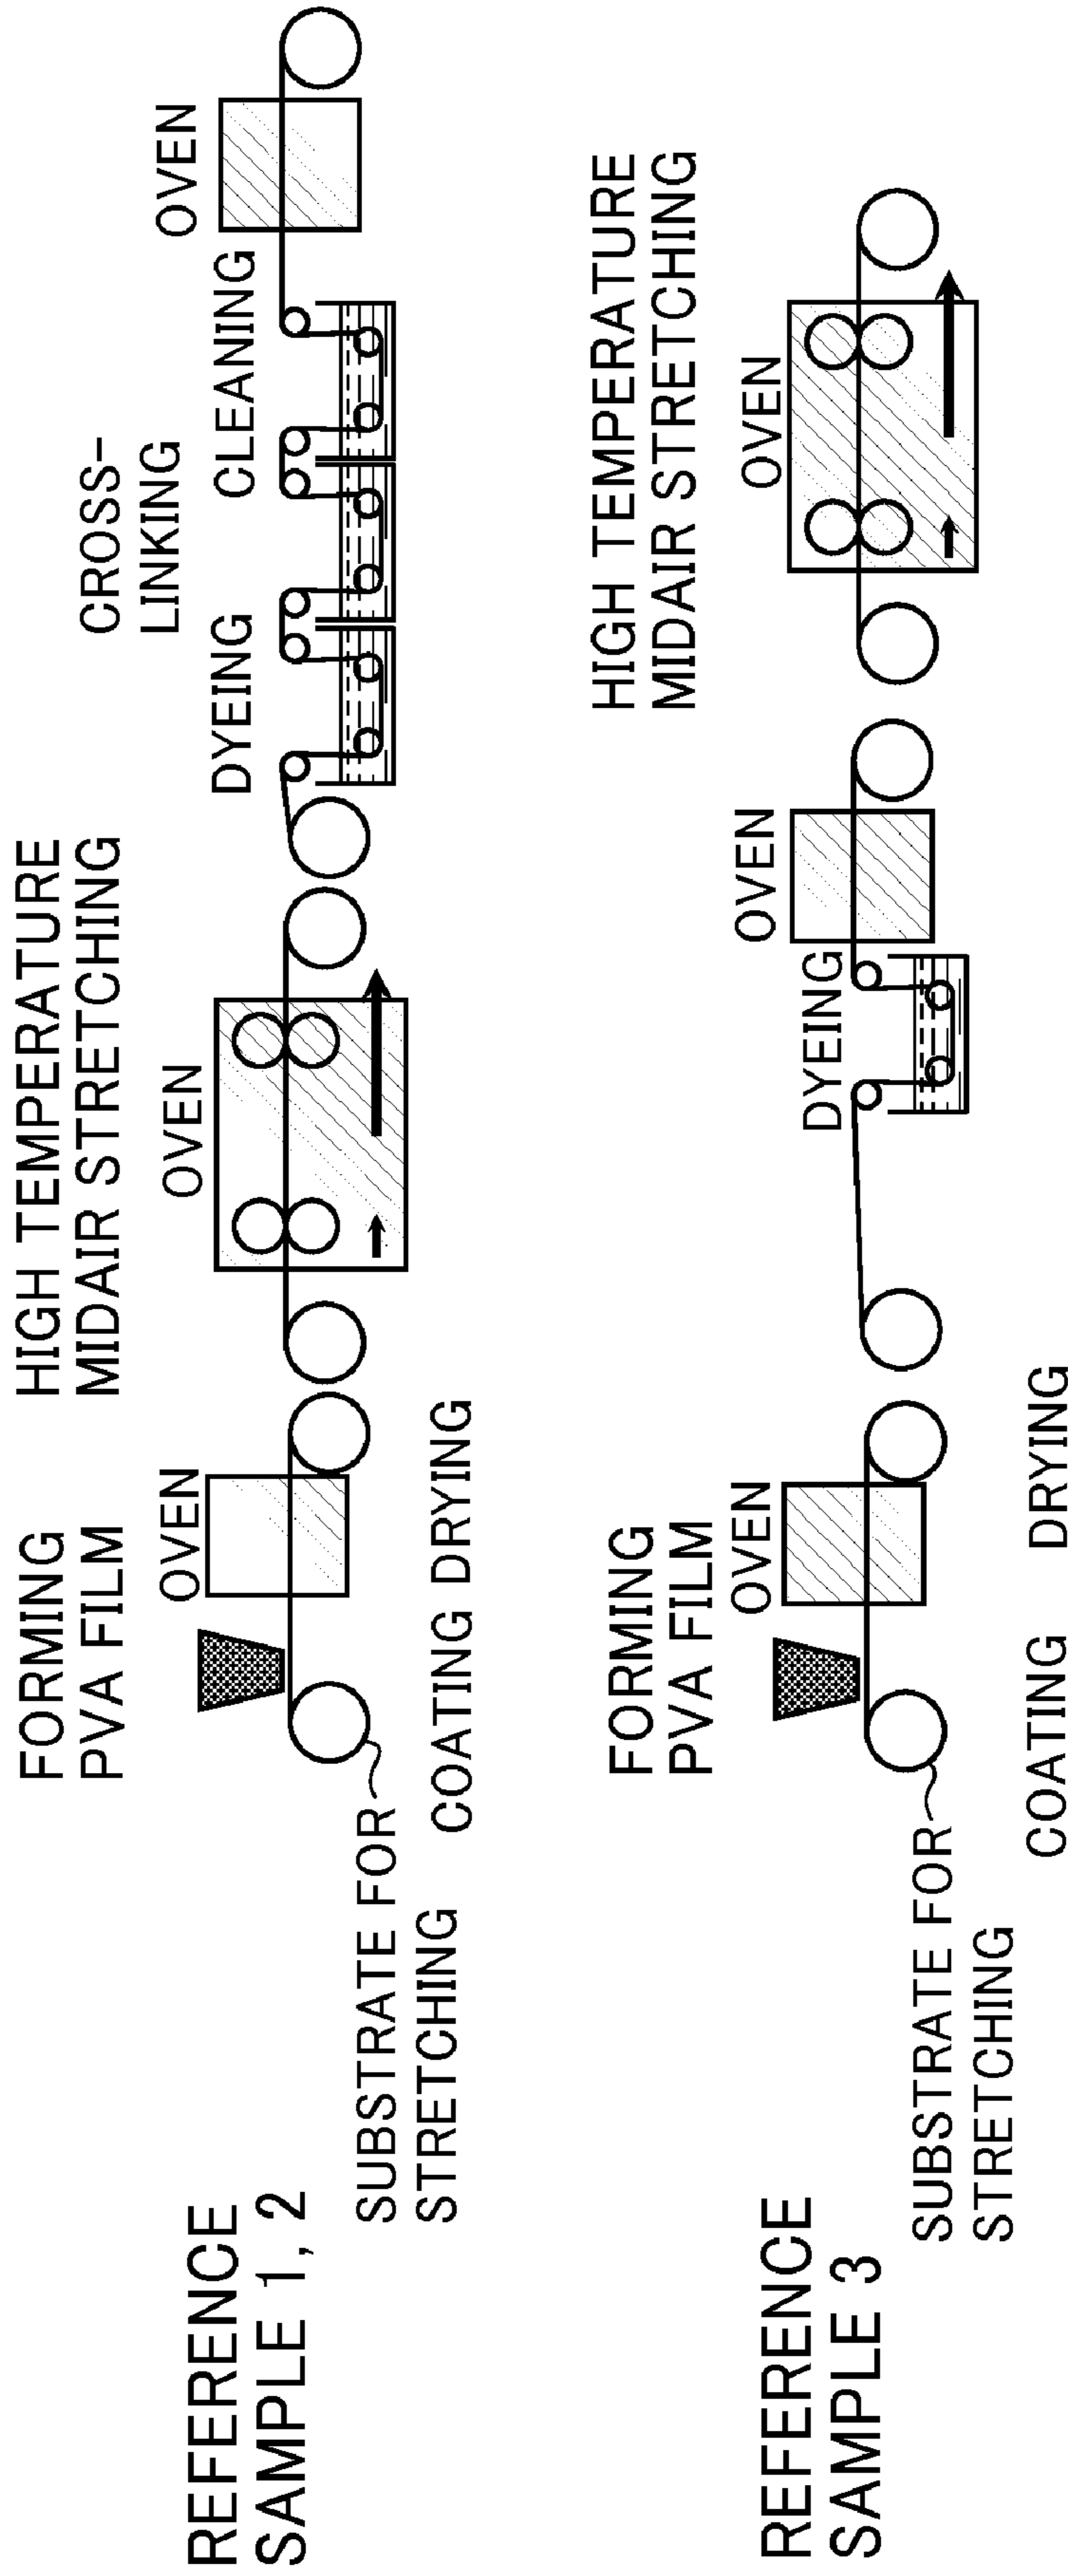 REFERENCE
SAMPLE 1, 2
FORMING
PVA FILM
OVEN
SUBSTRATE FOR
STRETCHING
COATING DRYING
HIGH TEMPERATURE
MIDAIR STRETCHING
OVEN
DYEING
CROSS-
LINKING
CLEANING
OVEN
REFERENCE
SAMPLE 3
FORMING
PVA FILM
OVEN
SUBSTRATE FOR
STRETCHING
COATING DRYING
DYEING
OVEN
HIGH TEMPERATURE
MIDAIR STRETCHING
OVEN